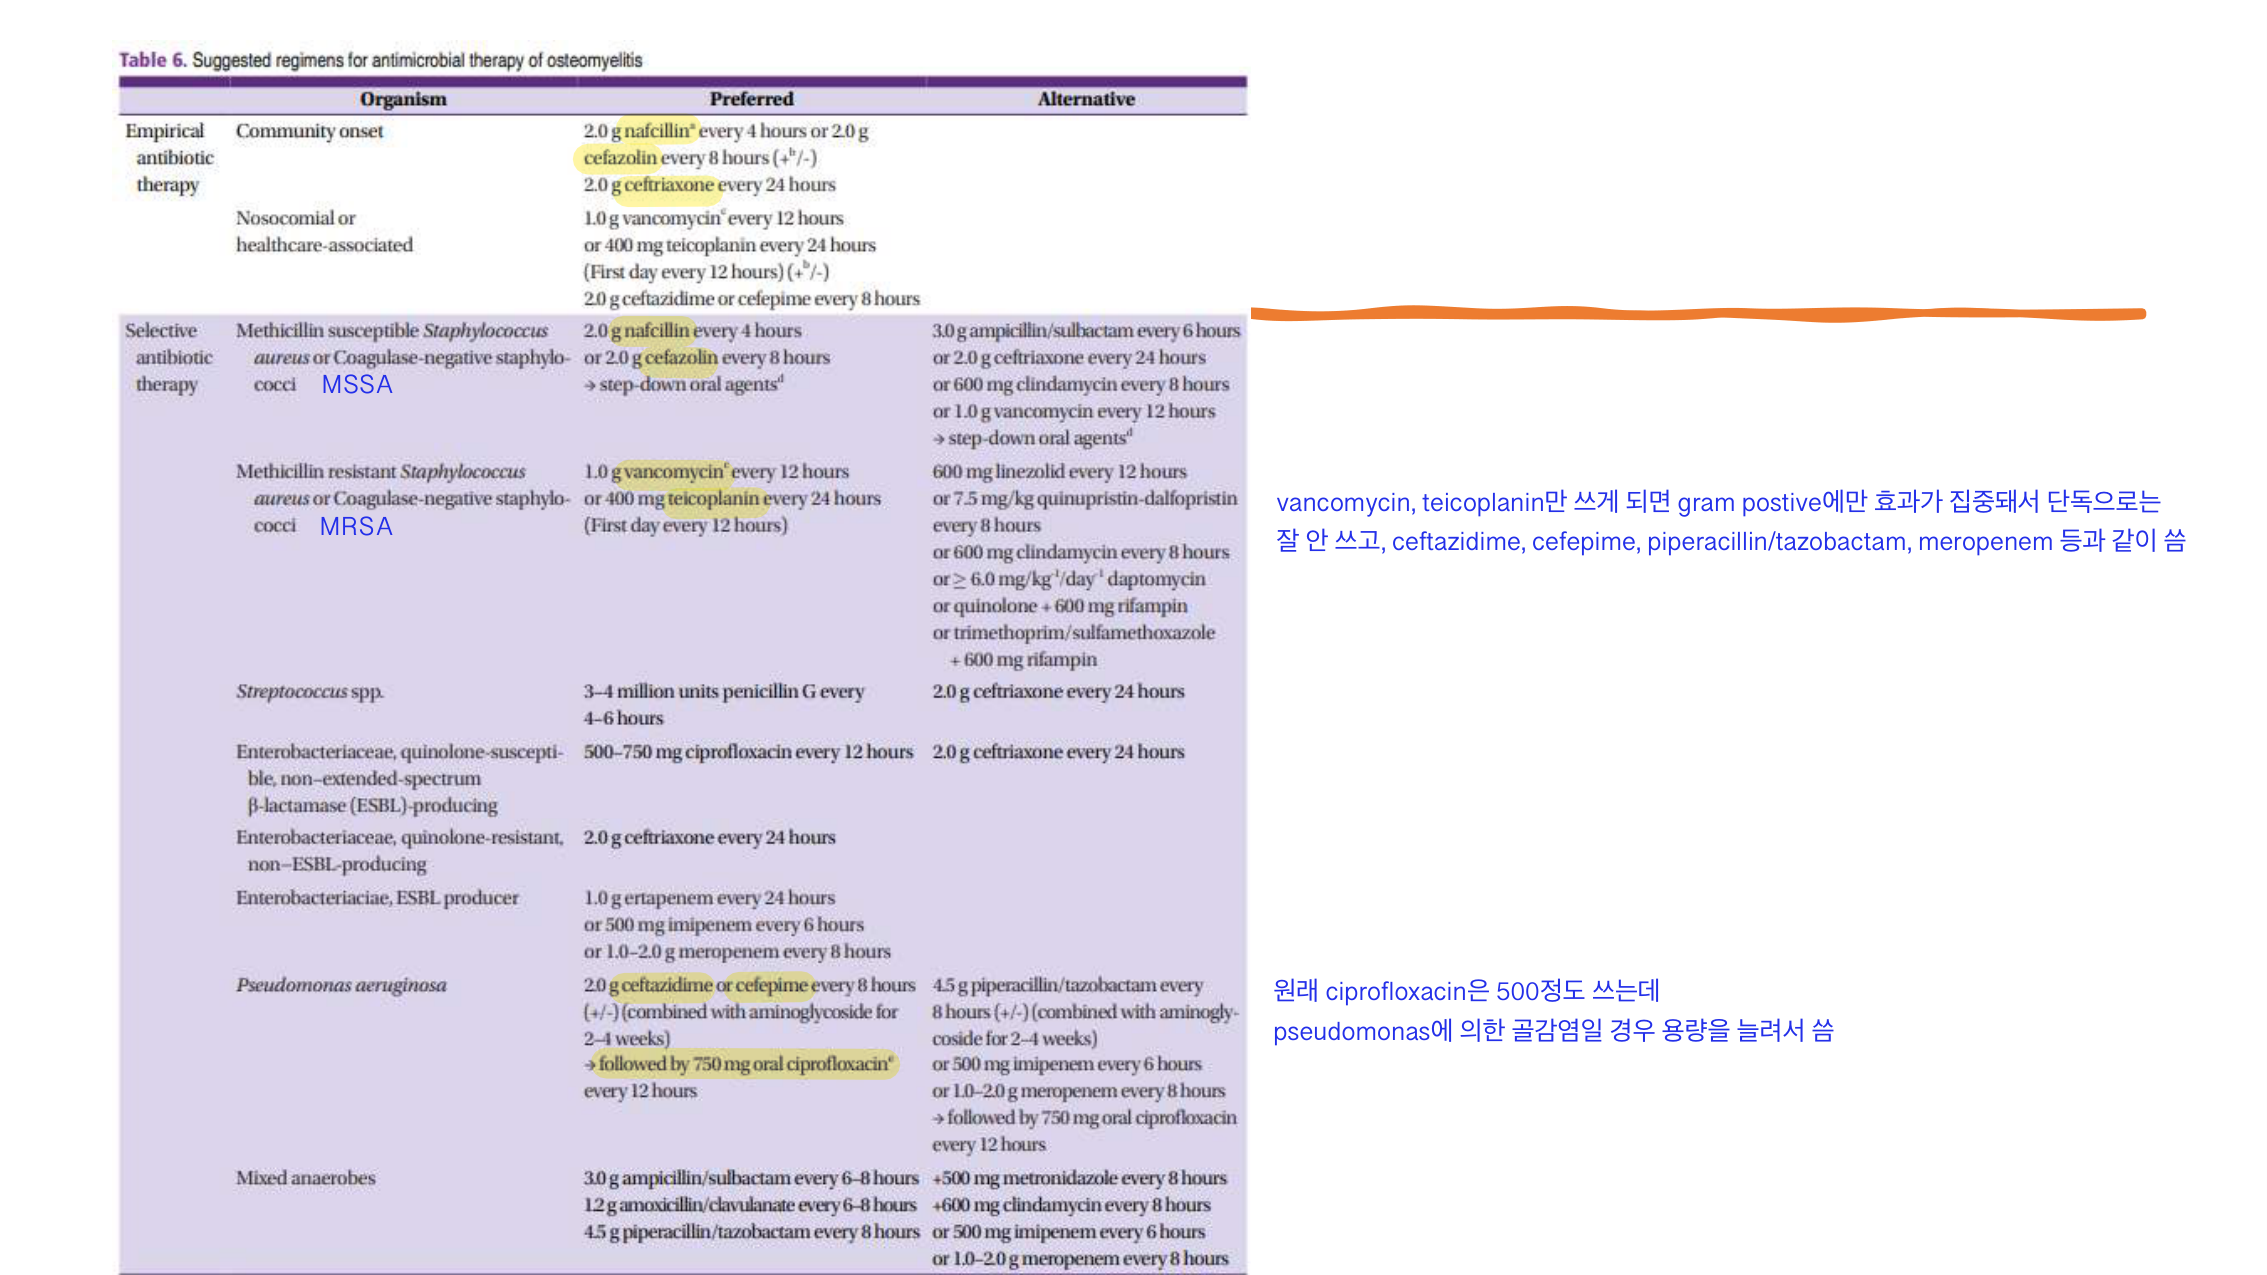 Table 6. Suggested regimens for antimicrobial therapy of osteomyelitis
Organism Preferred Alternative
Empirical antibiotic therapy
Community onset
2.0 g nafcillinᵃ every 4 hours or 2.0 g
cefazolin every 8 hours (+ᵇ/-)
2.0 g ceftriaxone every 24 hours
Nosocomial or
healthcare-associated
1.0 g vancomycinᶜ every 12 hours
or 400 mg teicoplanin every 24 hours
(First day every 12 hours) (+ᵇ/-)
2.0 g ceftazidime or cefepime every 8 hours
Selective antibiotic therapy
Methicillin susceptible Staphylococcus
aureus or Coagulase-negative staphylo-
cocci MSSA
2.0 g nafcillin every 4 hours
or 2.0 g cefazolin every 8 hours
→ step-down oral agentsᵈ
3.0 g ampicillin/sulbactam every 6 hours
or 2.0 g ceftriaxone every 24 hours
or 600 mg clindamycin every 8 hours
or 1.0 g vancomycin every 12 hours
→ step-down oral agentsᵈ
Methicillin resistant Staphylococcus
aureus or Coagulase-negative staphylo-
cocci MRSA
1.0 g vancomycinᶜ every 12 hours
or 400 mg teicoplanin every 24 hours
(First day every 12 hours)
600 mg linezolid every 12 hours
or 7.5 mg/kg quinupristin-dalfopristin
every 8 hours
or 600 mg clindamycin every 8 hours
or ≥ 6.0 mg/kg⁻¹/day⁻¹ daptomycin
or quinolone + 600 mg rifampin
or trimethoprim/sulfamethoxazole
+ 600 mg rifampin
vancomycin, teicoplanin만 쓰게 되면 gram postive에만 효과가 집중돼서 단독으로는
잘 안 쓰고, ceftazidime, cefepime, piperacillin/tazobactam, meropenem 등과 같이 씀
Streptococcus spp.
3–4 million units penicillin G every
4–6 hours
2.0 g ceftriaxone every 24 hours
Enterobacteriaceae, quinolone-suscepti-
ble, non–extended-spectrum
β-lactamase (ESBL)-producing
500–750 mg ciprofloxacin every 12 hours
2.0 g ceftriaxone every 24 hours
Enterobacteriaceae, quinolone-resistant,
non–ESBL-producing
2.0 g ceftriaxone every 24 hours
Enterobacteriaciae, ESBL producer
1.0 g ertapenem every 24 hours
or 500 mg imipenem every 6 hours
or 1.0–2.0 g meropenem every 8 hours
Pseudomonas aeruginosa
2.0 g ceftazidime or cefepime every 8 hours
(+/-) (combined with aminoglycoside for
2–4 weeks)
→ followed by 750 mg oral ciprofloxacinᵉ
every 12 hours
4.5 g piperacillin/tazobactam every
8 hours (+/-) (combined with aminogly-
coside for 2–4 weeks)
or 500 mg imipenem every 6 hours
or 1.0–2.0 g meropenem every 8 hours
→ followed by 750 mg oral ciprofloxacin
every 12 hours
원래 ciprofloxacin은 500정도 쓰는데
pseudomonas에 의한 골감염일 경우 용량을 늘려서 씀
Mixed anaerobes
3.0 g ampicillin/sulbactam every 6–8 hours
1.2 g amoxicillin/clavulanate every 6–8 hours
4.5 g piperacillin/tazobactam every 8 hours
+500 mg metronidazole every 8 hours
+600 mg clindamycin every 8 hours
or 500 mg imipenem every 6 hours
or 1.0–2.0 g meropenem every 8 hours